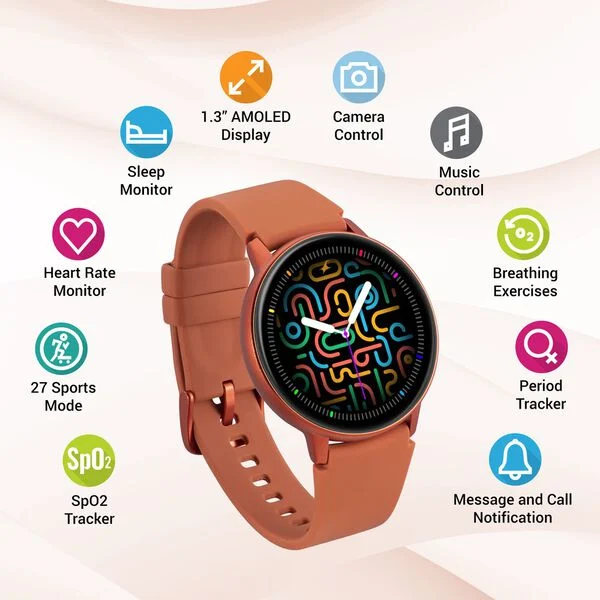 1.3” AMOLED
Display
Camera
Control
Sleep
Monitor
Music
Control
Heart Rate
Monitor
O2
Breathing
Exercises
27 Sports
Mode
Period
Tracker
SpO2
SpO2
Tracker
Message and Call
Notification